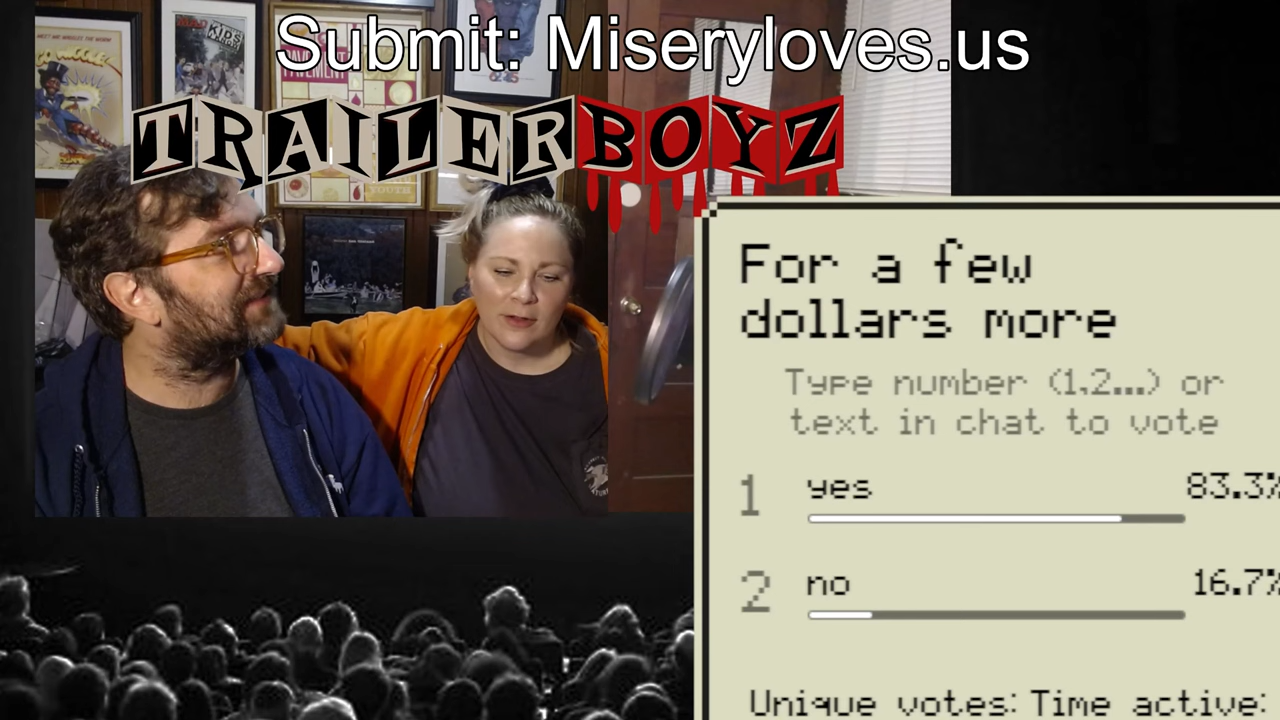 Submit: Miseryloves.us
TRAILERBOYZ
PAVEMENT
For a few
dollars more
Type number (1,2...) or
text in chat to vote
1 yes 83.3%
2 no 16.7%
Unique votes: Time active: